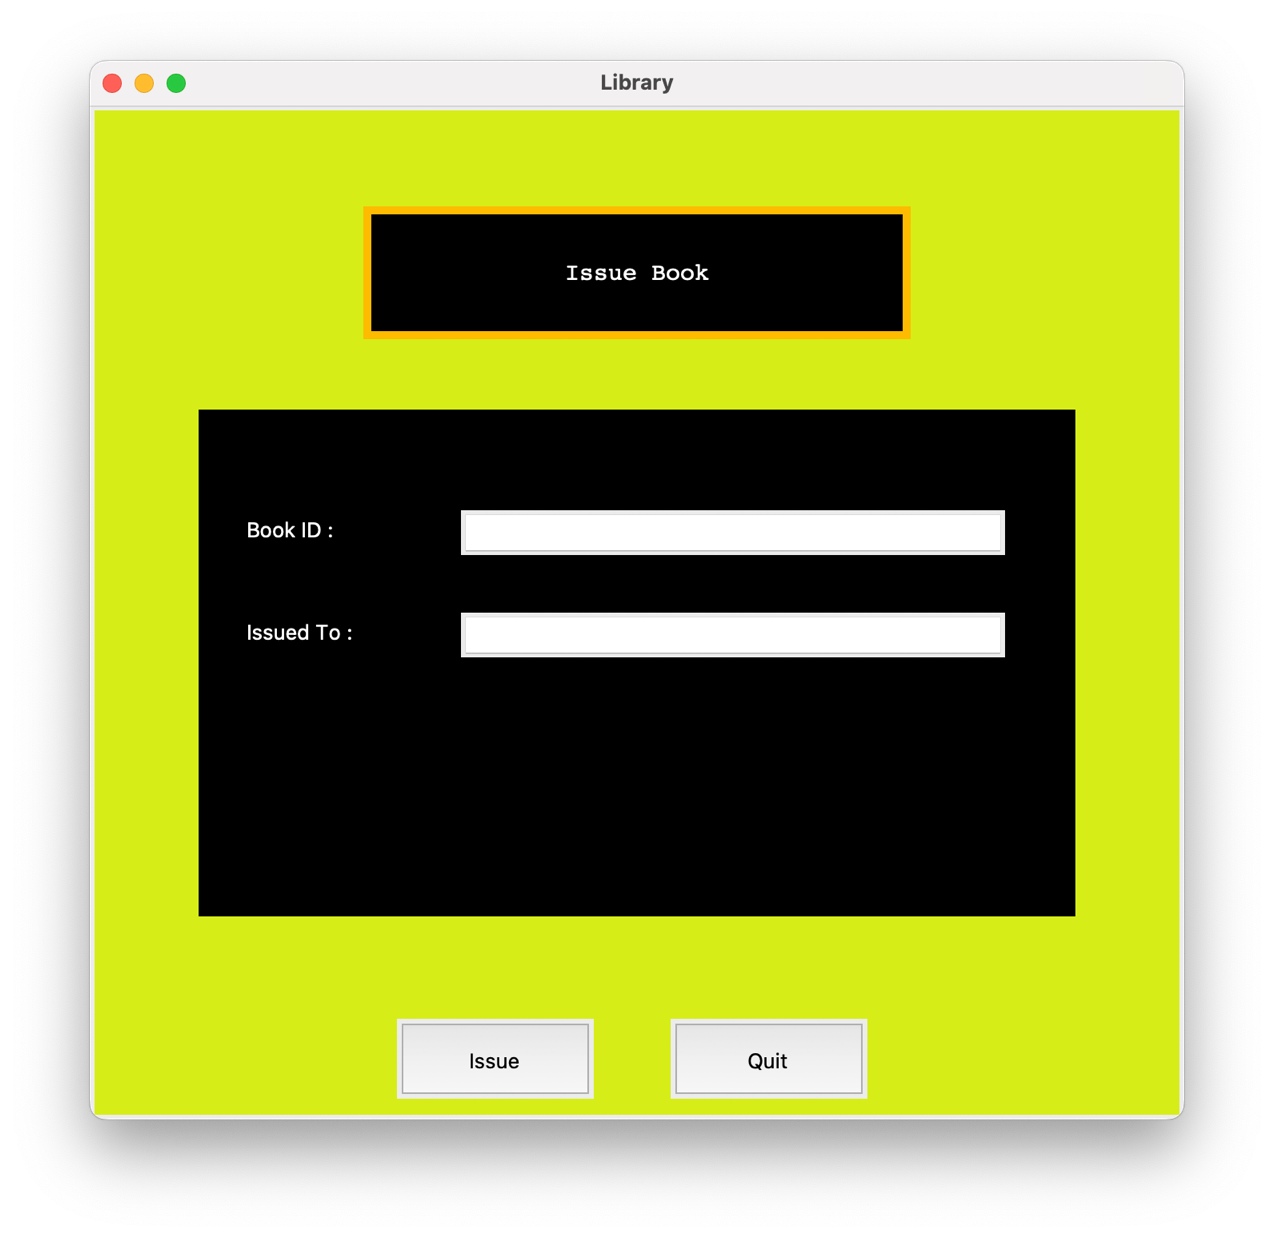 Library
Issue Book
Book ID :
Issued To :
Issue
Quit